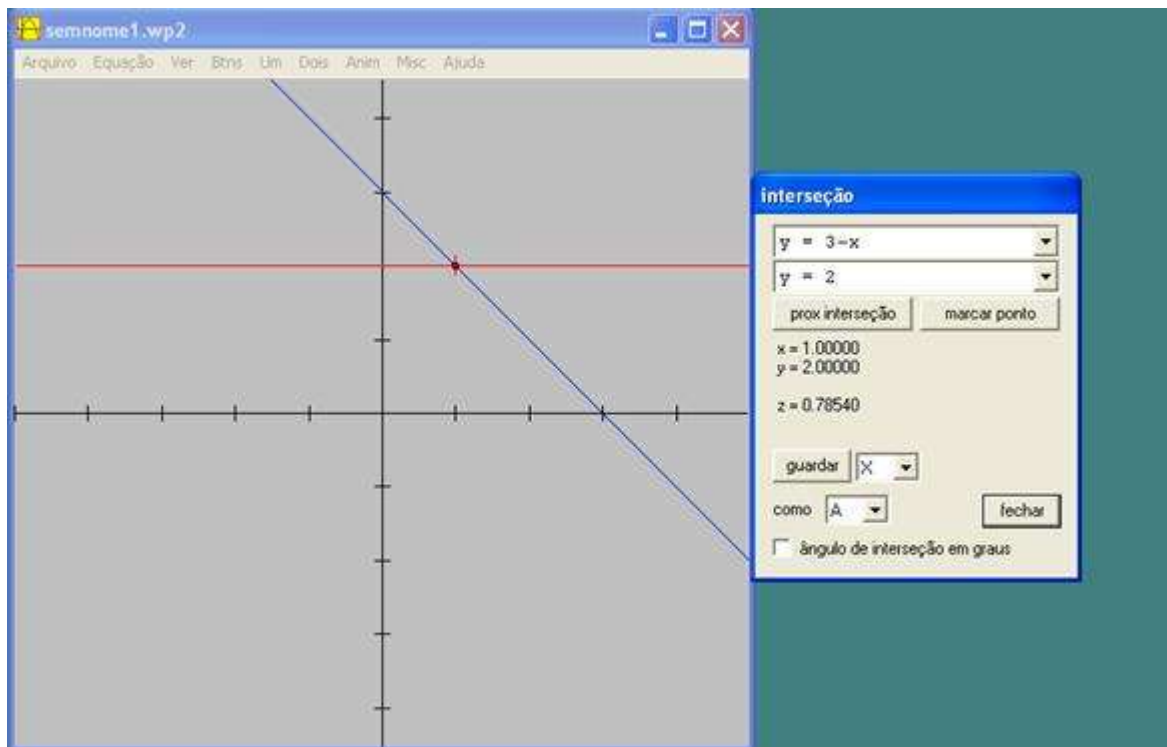 semnome1.wp2
Arquivo Equação Ver Btns Um Dois Anim Misc Ajuda
interseção
y = 3-x
y = 2
prox interseção marcar ponto
x = 1.00000
y = 2.00000
z = 0.78540
guardar X
como A fechar
ângulo de interseção em graus